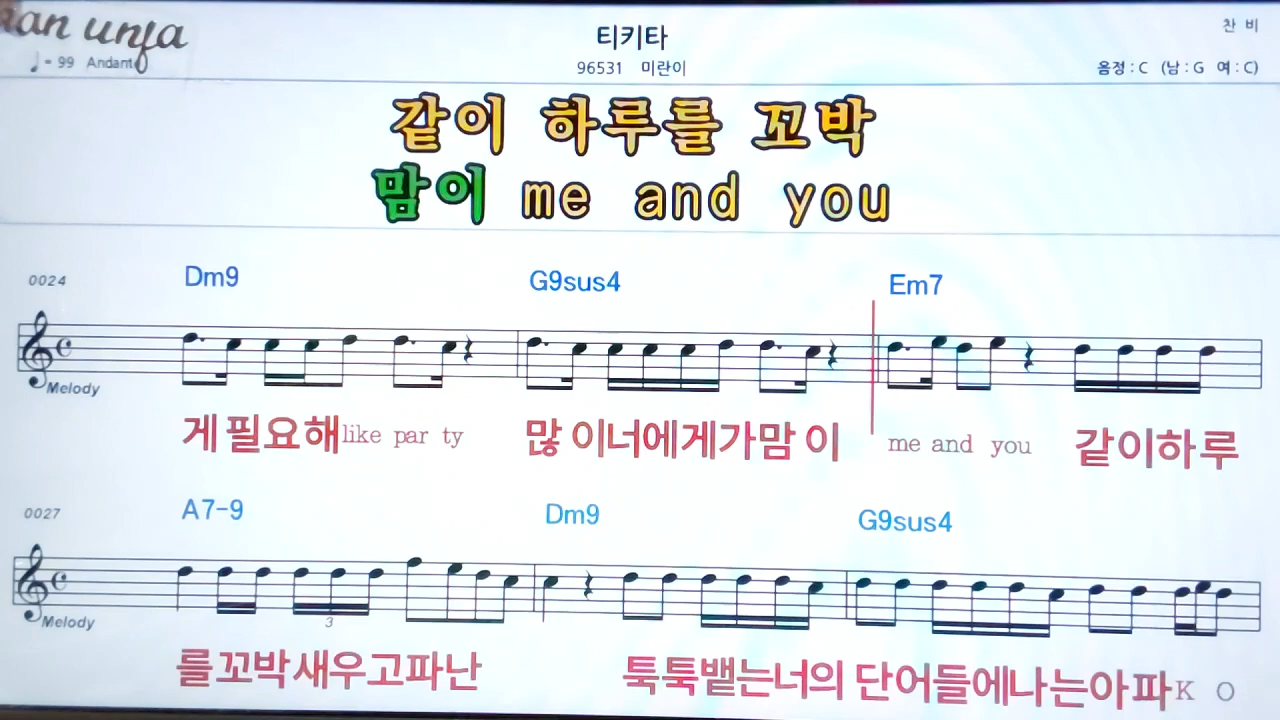 an unja
티키타
찬 비
♩= 99 Andant
96531 미란이
음정 : C (남 : G 여 : C)
같이 하루를 꼬박
맘이 me and you
0024 Dm9 G9sus4 Em7
Melody
게 필요해 like par ty 많 이너에게가맘 이 me and you 같이하루
0027 A7-9 Dm9 G9sus4
3
Melody
를꼬박새우고파난 툭툭뱉는너의 단어들에나는아파K O